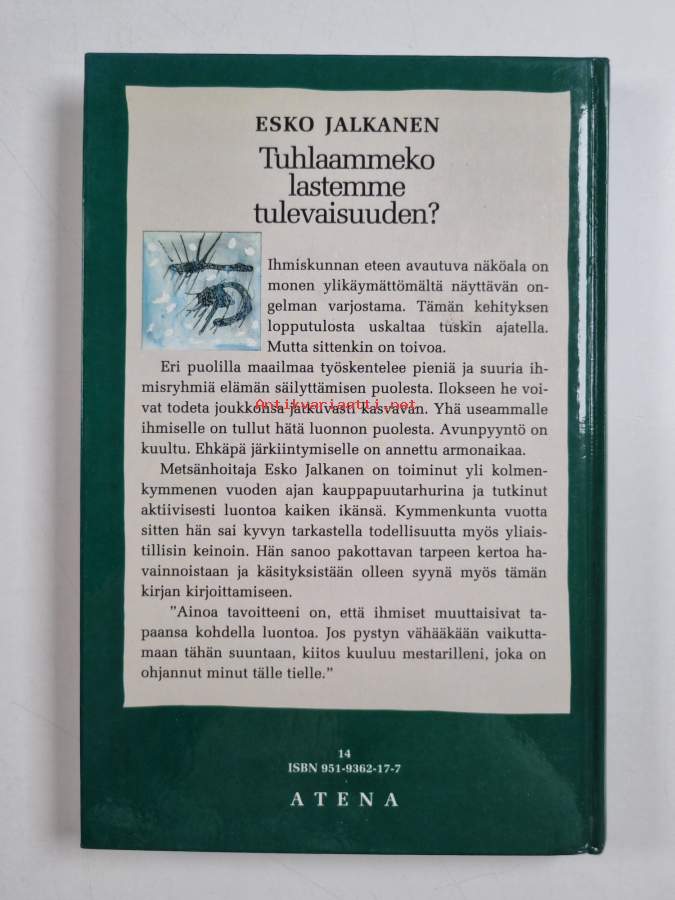 ESKO JALKANEN
Tuhlaammeko
lastemme
tulevaisuuden?
Ihmiskunnan eteen avautuva näköala on
monen ylikäymättömältä näyttävän on-
gelman varjostama. Tämän kehityksen
lopputulosta uskaltaa tuskin ajatella.
Mutta sittenkin on toivoa.
Eri puolilla maailmaa työskentelee pieniä ja suuria ih-
misryhmiä elämän säilyttämisen puolesta. Ilokseen he voi-
vat todeta joukkonsa jatkuvasti kasvavan. Yhä useammalle
Antikvariaatti.net
ihmiselle on tullut hätä luonnon puolesta. Avunpyyntö on
kuultu. Ehkäpä järkiintymiselle on annettu armonaikaa.
Metsänhoitaja Esko Jalkanen on toiminut yli kolmen-
kymmenen vuoden ajan kauppapuutarhurina ja tutkinut
aktiivisesti luontoa kaiken ikänsä. Kymmenkunta vuotta
sitten hän sai kyvyn tarkastella todellisuutta myös yliais-
tillisin keinoin. Hän sanoo pakottavan tarpeen kertoa ha-
vainnoistaan ja käsityksistään olleen syynä myös tämän
kirjan kirjoittamiseen.
”Ainoa tavoitteeni on, että ihmiset muuttaisivat ta-
paansa kohdella luontoa. Jos pystyn vähääkään vaikutta-
maan tähän suuntaan, kiitos kuuluu mestarilleni, joka on
ohjannut minut tälle tielle.”
14
ISBN 951-9362-17-7
ATENA